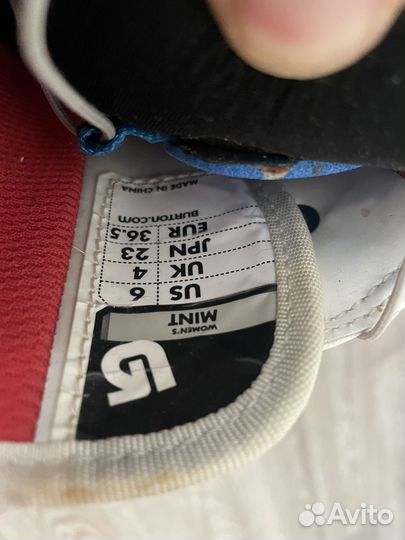 WOMEN'S
MINT
US 6
UK 4
JPN 23
EUR 36.5
BURTON.COM
MADE IN CHINA
Avito